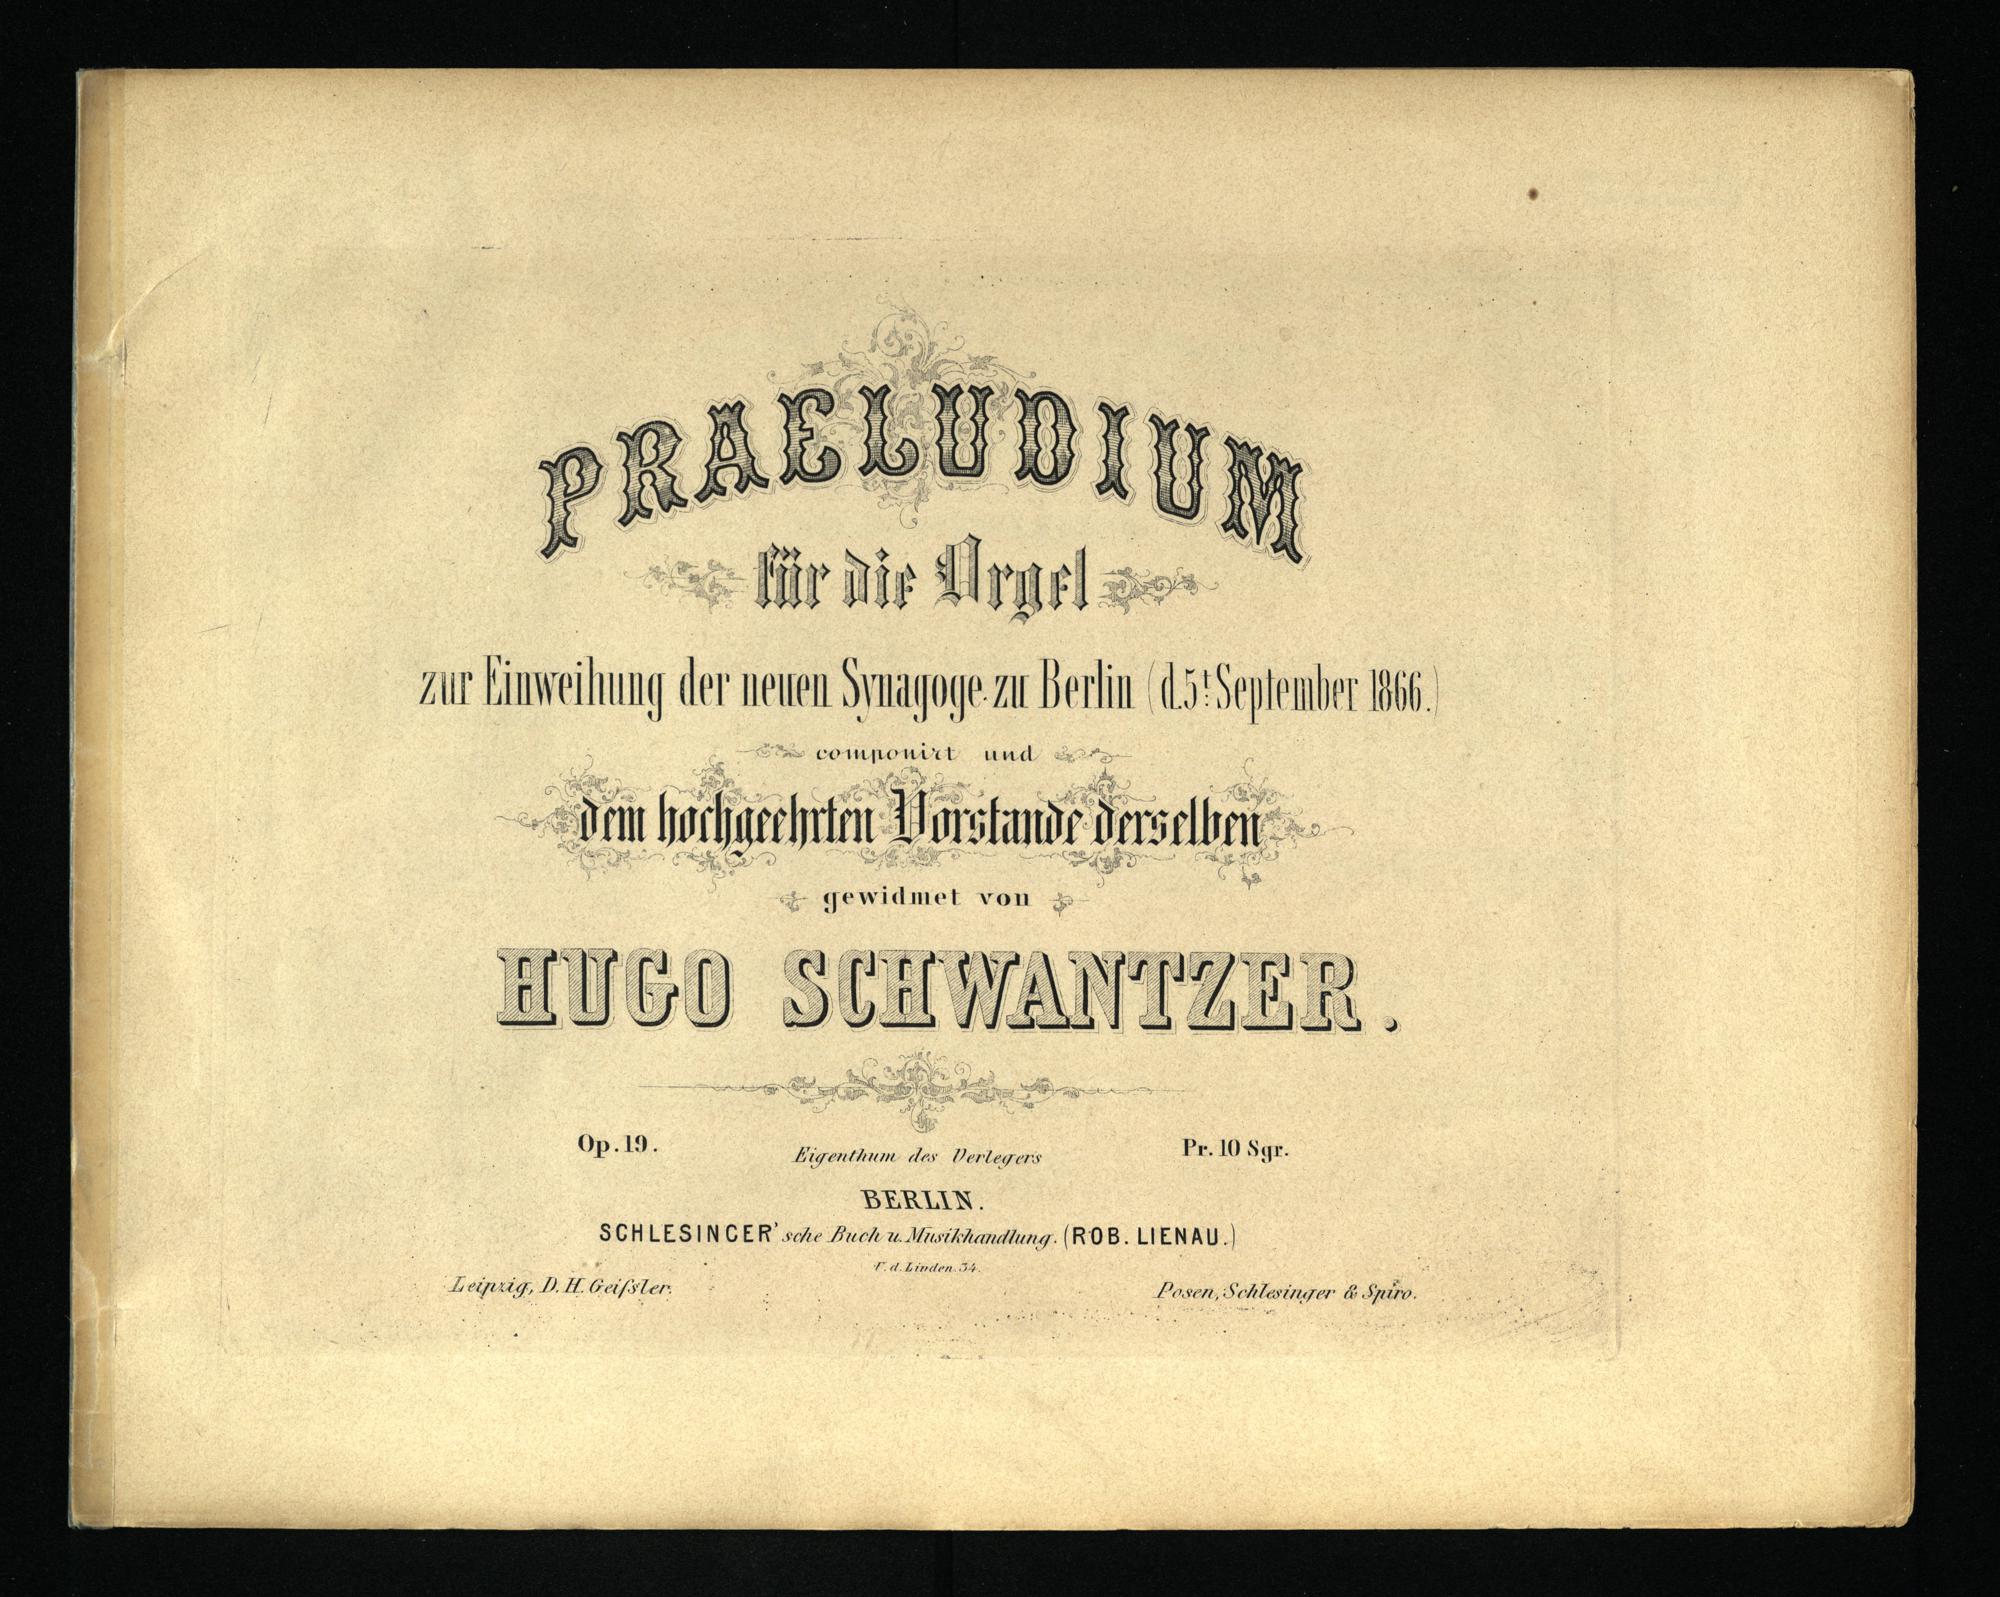 PRAELUDIUM
für die Orgel
zur Einweihung der neuen Synagoge zu Berlin (d. 5t. September 1866.)
componirt und
dem hochgeehrten Vorstande derselben
gewidmet von
HUGO SCHWANTZER.
Op. 19. Eigenthum des Verlegers Pr. 10 Sgr.
BERLIN.
SCHLESINGER'sche Buch u. Musikhandlung. (ROB. LIENAU.)
U. d. Linden. 34.
Leipzig, D. H. Geifsler. Posen, Schlesinger & Spiro.